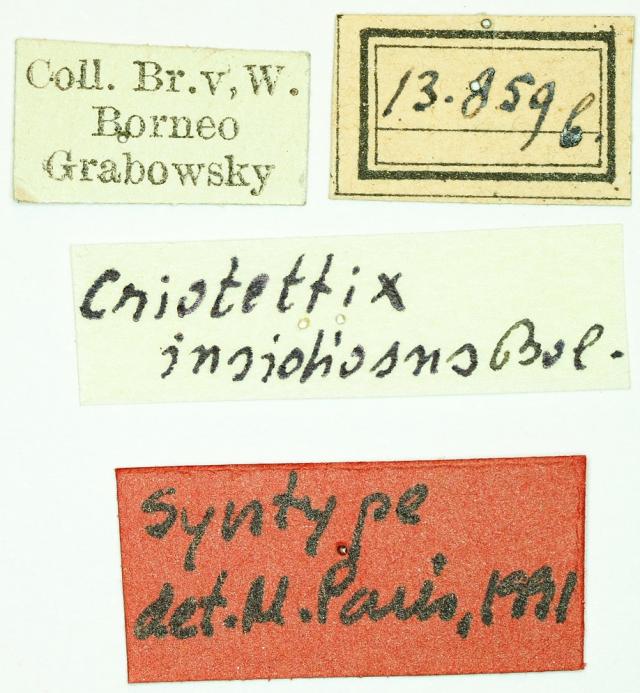 Coll. Br. v, W.
Borneo
Grabowsky
13.859
b.
Criotettix
insidiosus Bol.
Syntype
det. M. Paris, 1991